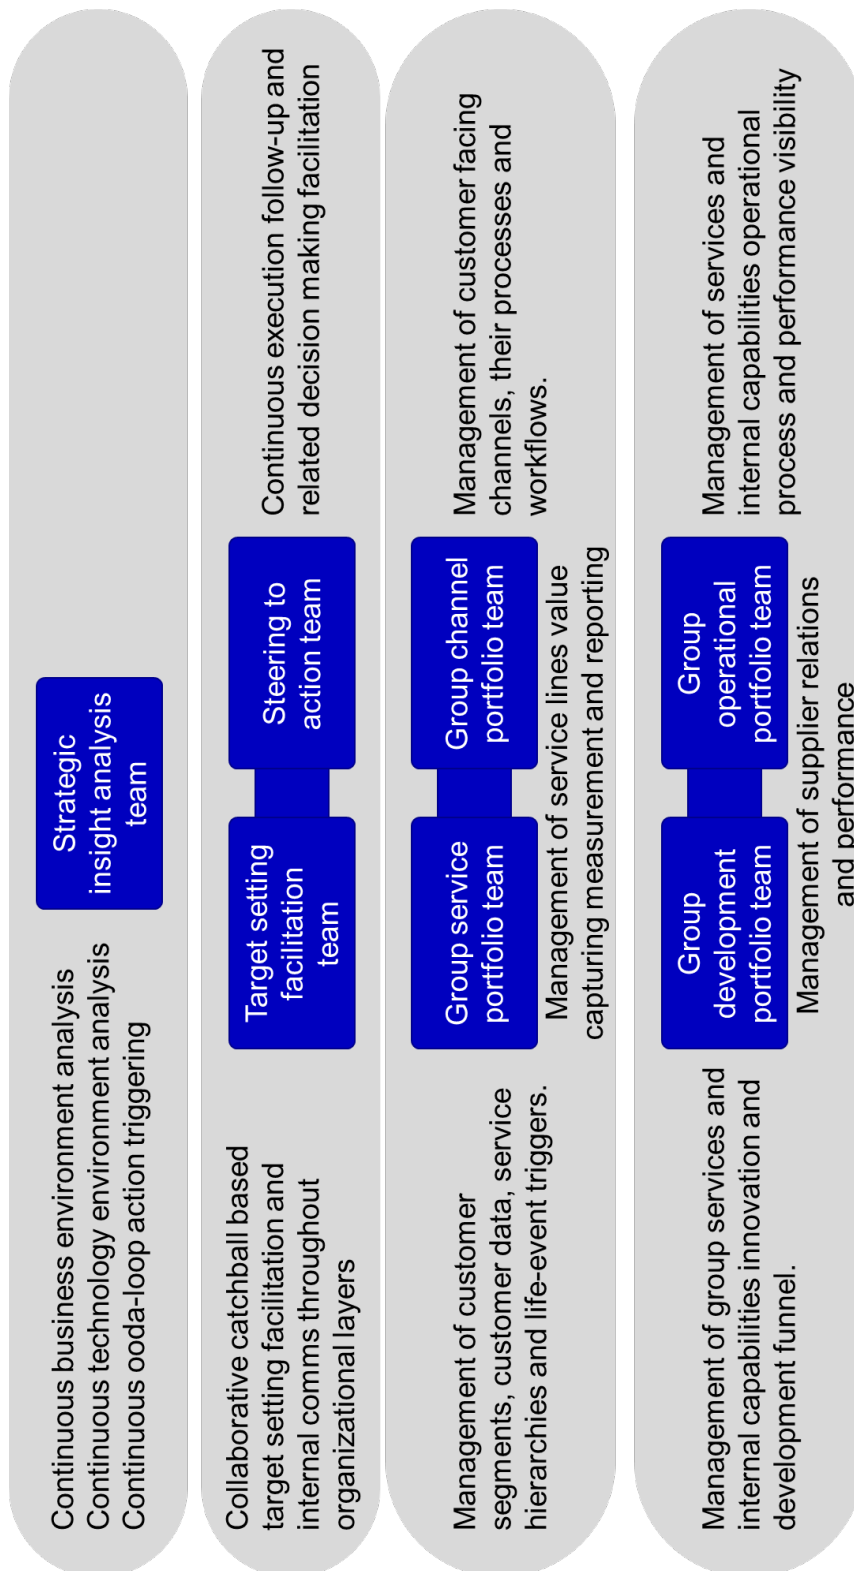 Continuous business environment analysis
Continuous technology environment analysis
Continuous ooda-loop action triggering
Strategic
insight analysis
team
Collaborative catchball based
target setting facilitation and
internal comms throughout
organizational layers
Target setting
facilitation
team
Steering to
action team
Continuous execution follow-up and
related decision making facilitation
Management of customer
segments, customer data, service
hierarchies and life-event triggers.
Group service
portfolio team
Group channel
portfolio team
Management of customer facing
channels, their processes and
workflows.
Management of service lines value
capturing measurement and reporting
Management of group services and
internal capabilities innovation and
development funnel.
Group
development
portfolio team
Group
operational
portfolio team
Management of services and
internal capabilities operational
process and performance visibility
Management of supplier relations
and performance